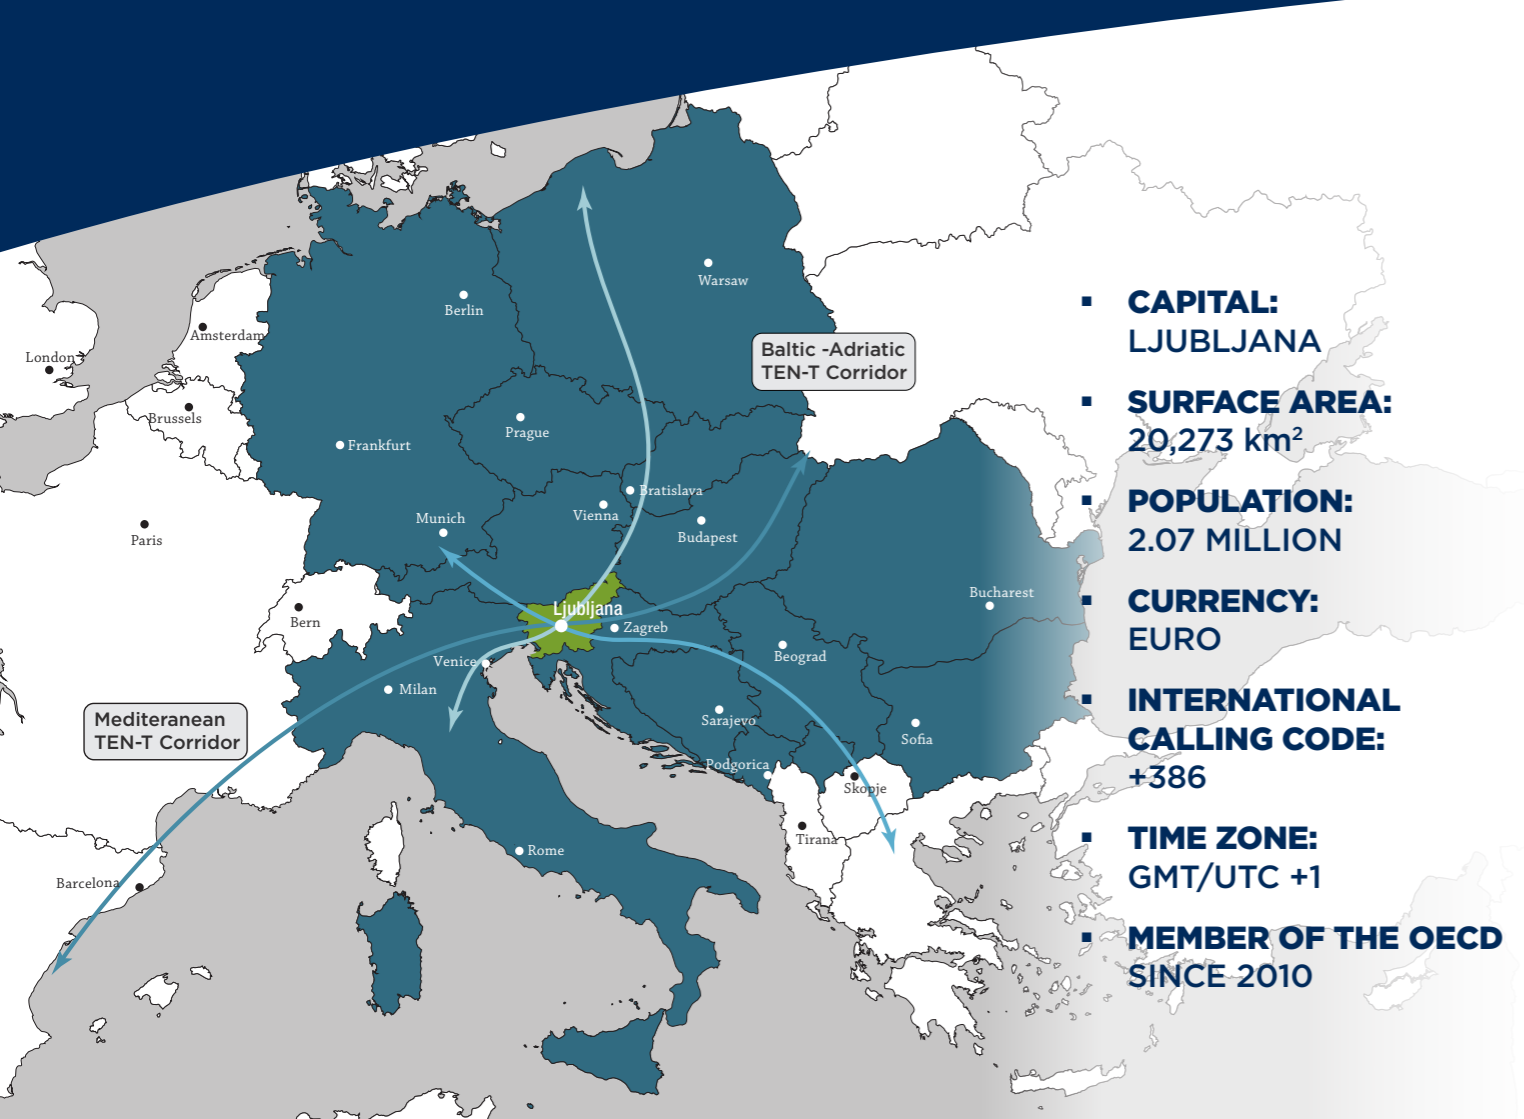 Warsaw
Berlin
Amsterdam
London
Baltic -Adriatic
TEN-T Corridor
Brussels
Prague
Frankfurt
Bratislava
Vienna
Munich
Budapest
Paris
Bucharest
Ljubljana
Bern
Zagreb
Beograd
Venice
Milan
Mediteranean
TEN-T Corridor
Sarajevo
Sofia
Podgorica
Skopje
Tirana
Rome
Barcelona
▪ CAPITAL:
LJUBLJANA
▪ SURFACE AREA:
20,273 km²
▪ POPULATION:
2.07 MILLION
▪ CURRENCY:
EURO
▪ INTERNATIONAL
CALLING CODE:
+386
▪ TIME ZONE:
GMT/UTC +1
▪ MEMBER OF THE OECD
SINCE 2010